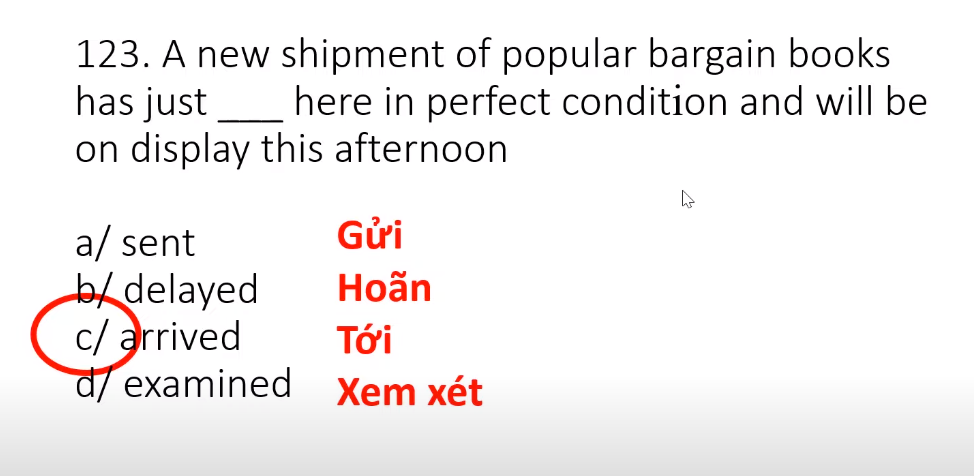 123. A new shipment of popular bargain books
has just ___ here in perfect condition and will be
on display this afternoon
a/ sent
Gửi
b/ delayed
Hoãn
c/ arrived
Tới
d/ examined
Xem xét